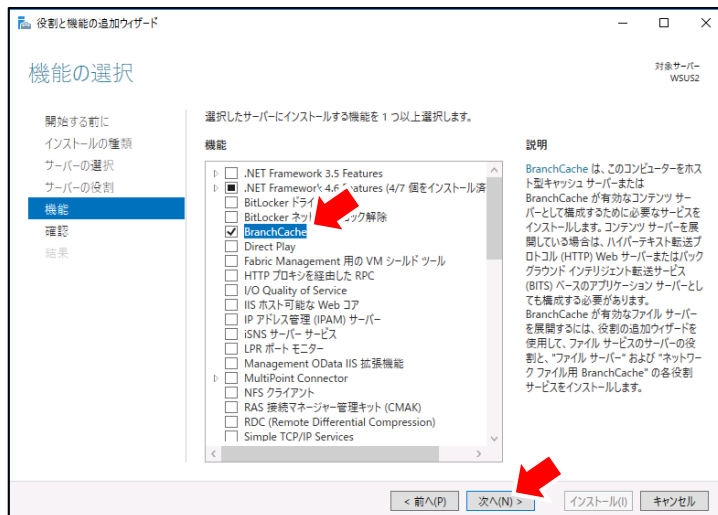 役割と機能の追加ウィザード
機能の選択
対象サーバー
WSUS2
開始する前に
インストールの種類
サーバーの選択
サーバーの役割
機能
確認
結果
選択したサーバーにインストールする機能を 1 つ以上選択します。
機能
.NET Framework 3.5 Features
.NET Framework 4.6 Features (4/7 個をインストール済
BitLocker ドライ
BitLocker ネッ ロック解除
BranchCache
Direct Play
Fabric Management 用の VM シールド ツール
HTTP プロキシを経由した RPC
I/O Quality of Service
IIS ホスト可能な Web コア
IP アドレス管理 (IPAM) サーバー
iSNS サーバー サービス
LPR ポート モニター
Management OData IIS 拡張機能
MultiPoint Connector
NFS クライアント
RAS 接続マネージャー管理キット (CMAK)
RDC (Remote Differential Compression)
Simple TCP/IP Services
説明
BranchCache は、このコンピューターをホス
ト型キャッシュ サーバーまたは
BranchCache が有効なコンテンツ サー
バーとして構成するために必要なサービスを
インストールします。コンテンツ サーバーを展
開している場合は、ハイパーテキスト転送プ
ロトコル (HTTP) Web サーバーまたはバック
グラウンド インテリジェント転送サービス
(BITS) ベースのアプリケーション サーバーとし
ても構成する必要があります。
BranchCache が有効なファイル サーバー
を展開するには、役割の追加ウィザードを
使用して、ファイル サービスのサーバーの役
割と、"ファイル サーバー" および "ネットワー
ク ファイル用 BranchCache" の各役割
サービスをインストールします。
< 前へ(P)
次へ(N) >
インストール(I)
キャンセル